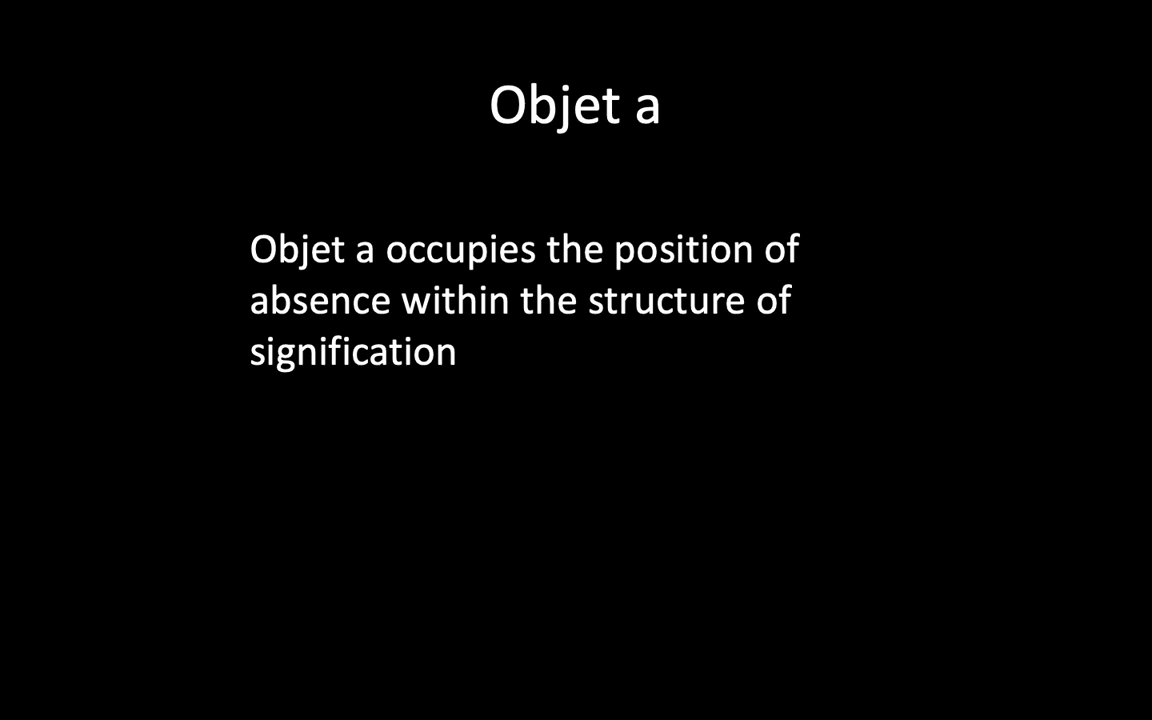 Objet a
Objet a occupies the position of
absence within the structure of
signification